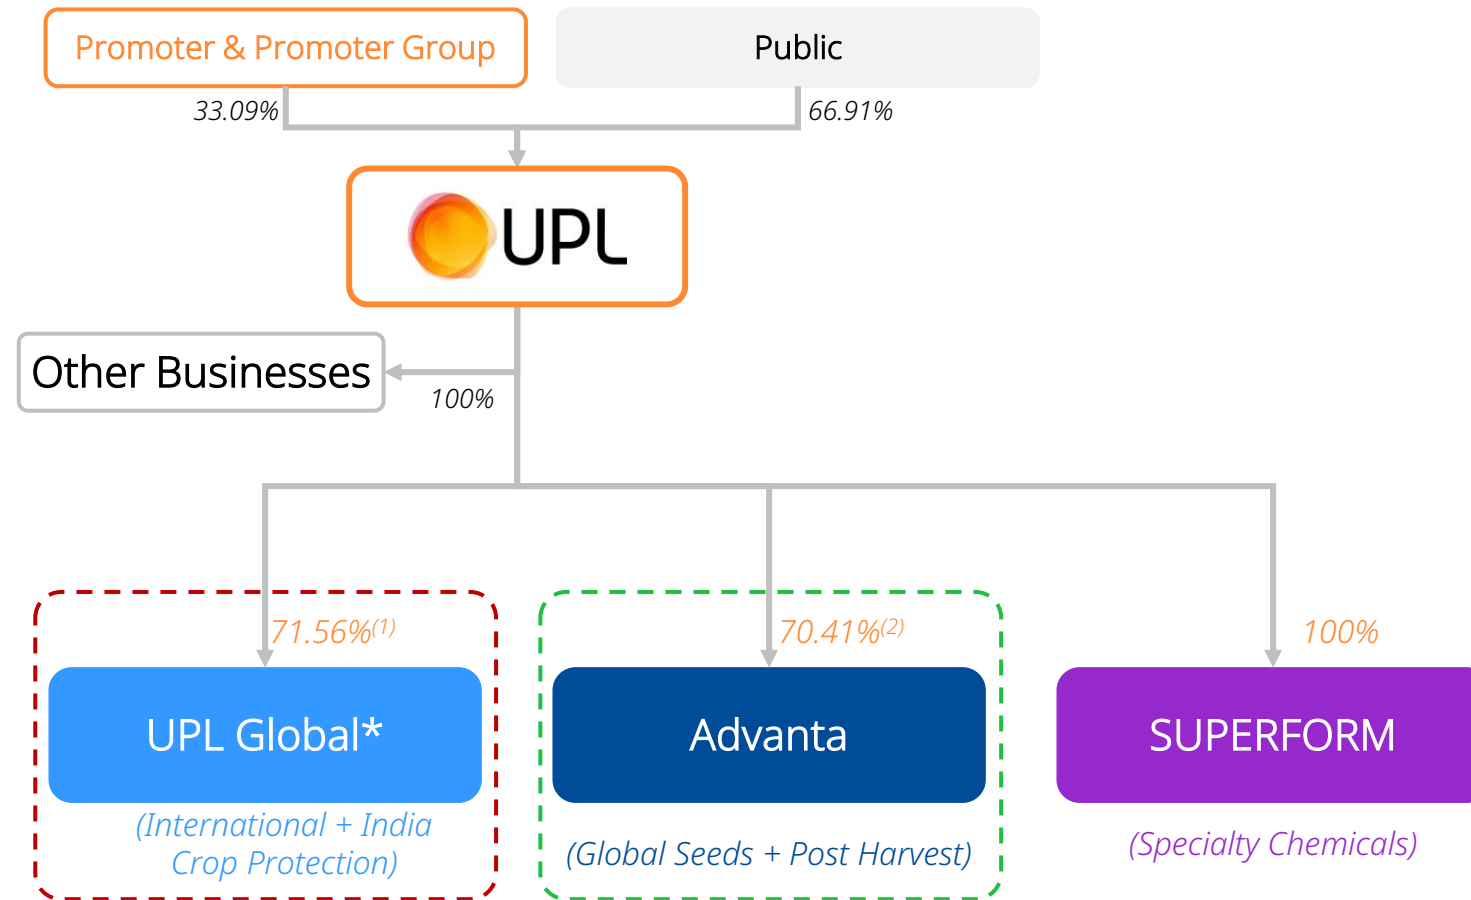 Promoter & Promoter Group
Public
33.09%
66.91%
UPL
Other Businesses
100%
71.56%(1)
70.41%(2)
100%
UPL Global*
Advanta
SUPERFORM
(International + India
Crop Protection)
(Global Seeds + Post Harvest)
(Specialty Chemicals)